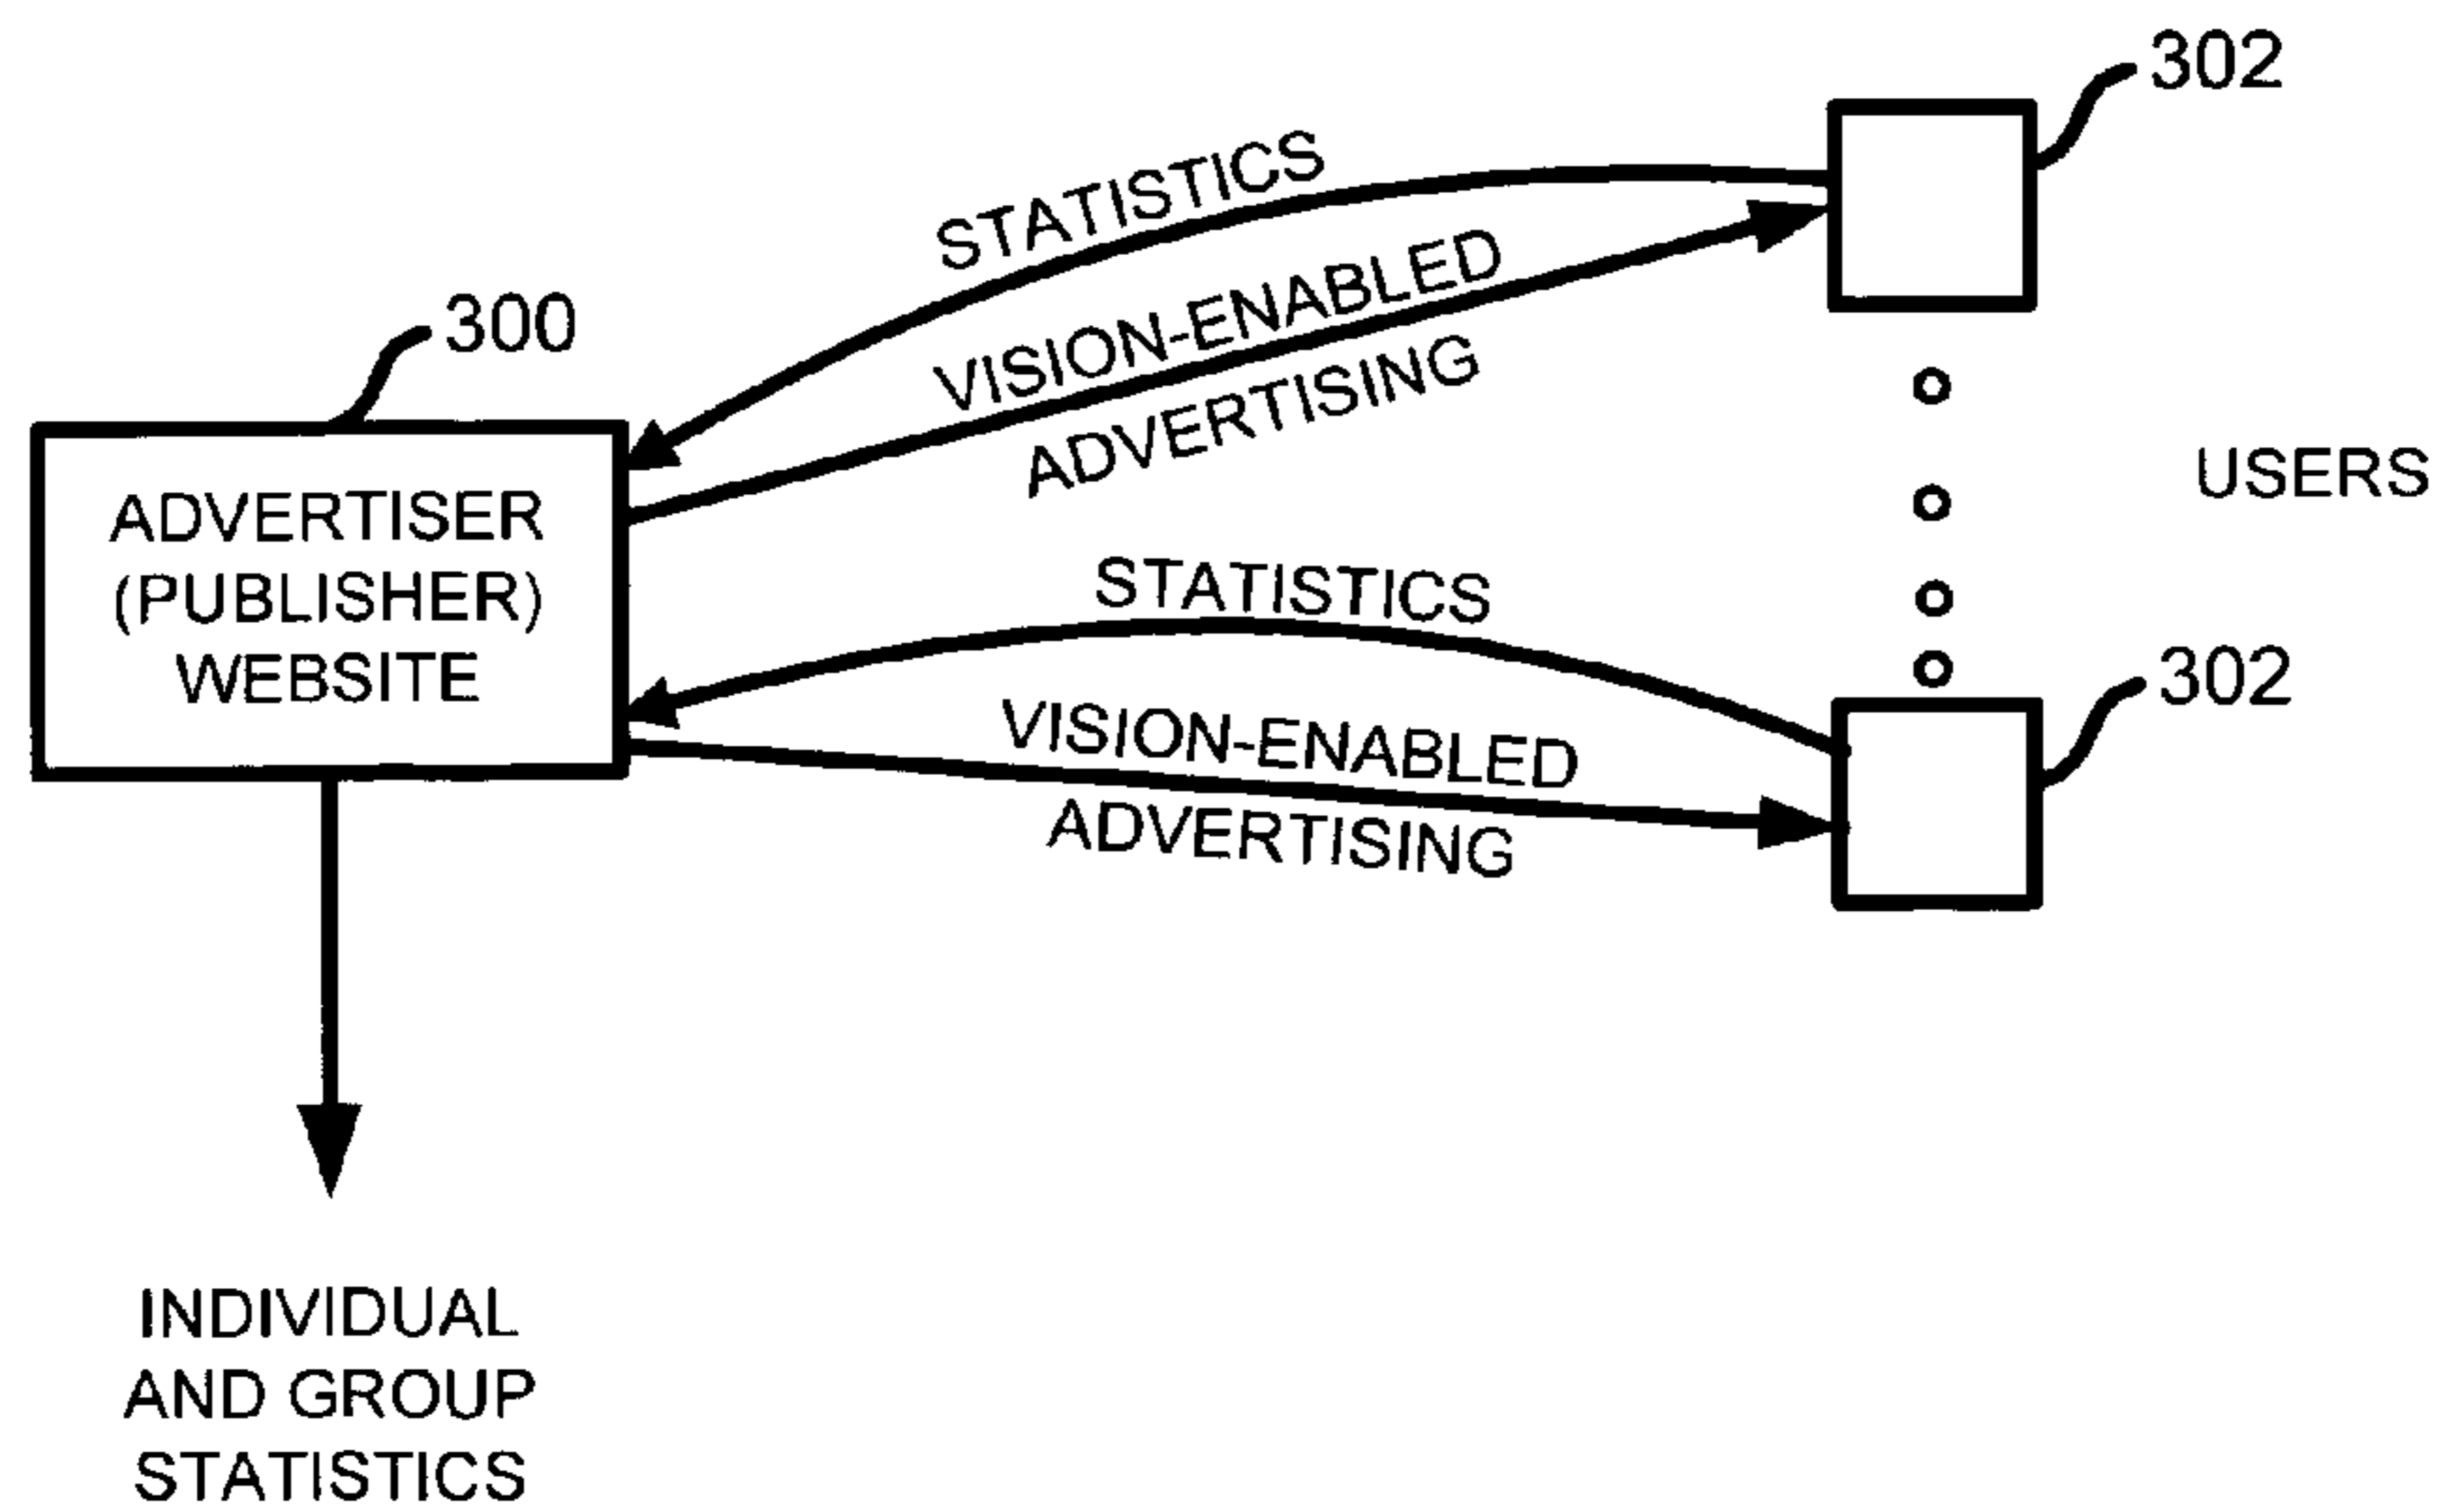 302
STATISTICS
VISION-ENABLED
ADVERTISING
300
USERS
ADVERTISER
(PUBLISHER)
WEBSITE
STATISTICS
302
VISION-ENABLED
ADVERTISING
INDIVIDUAL
AND GROUP
STATISTICS